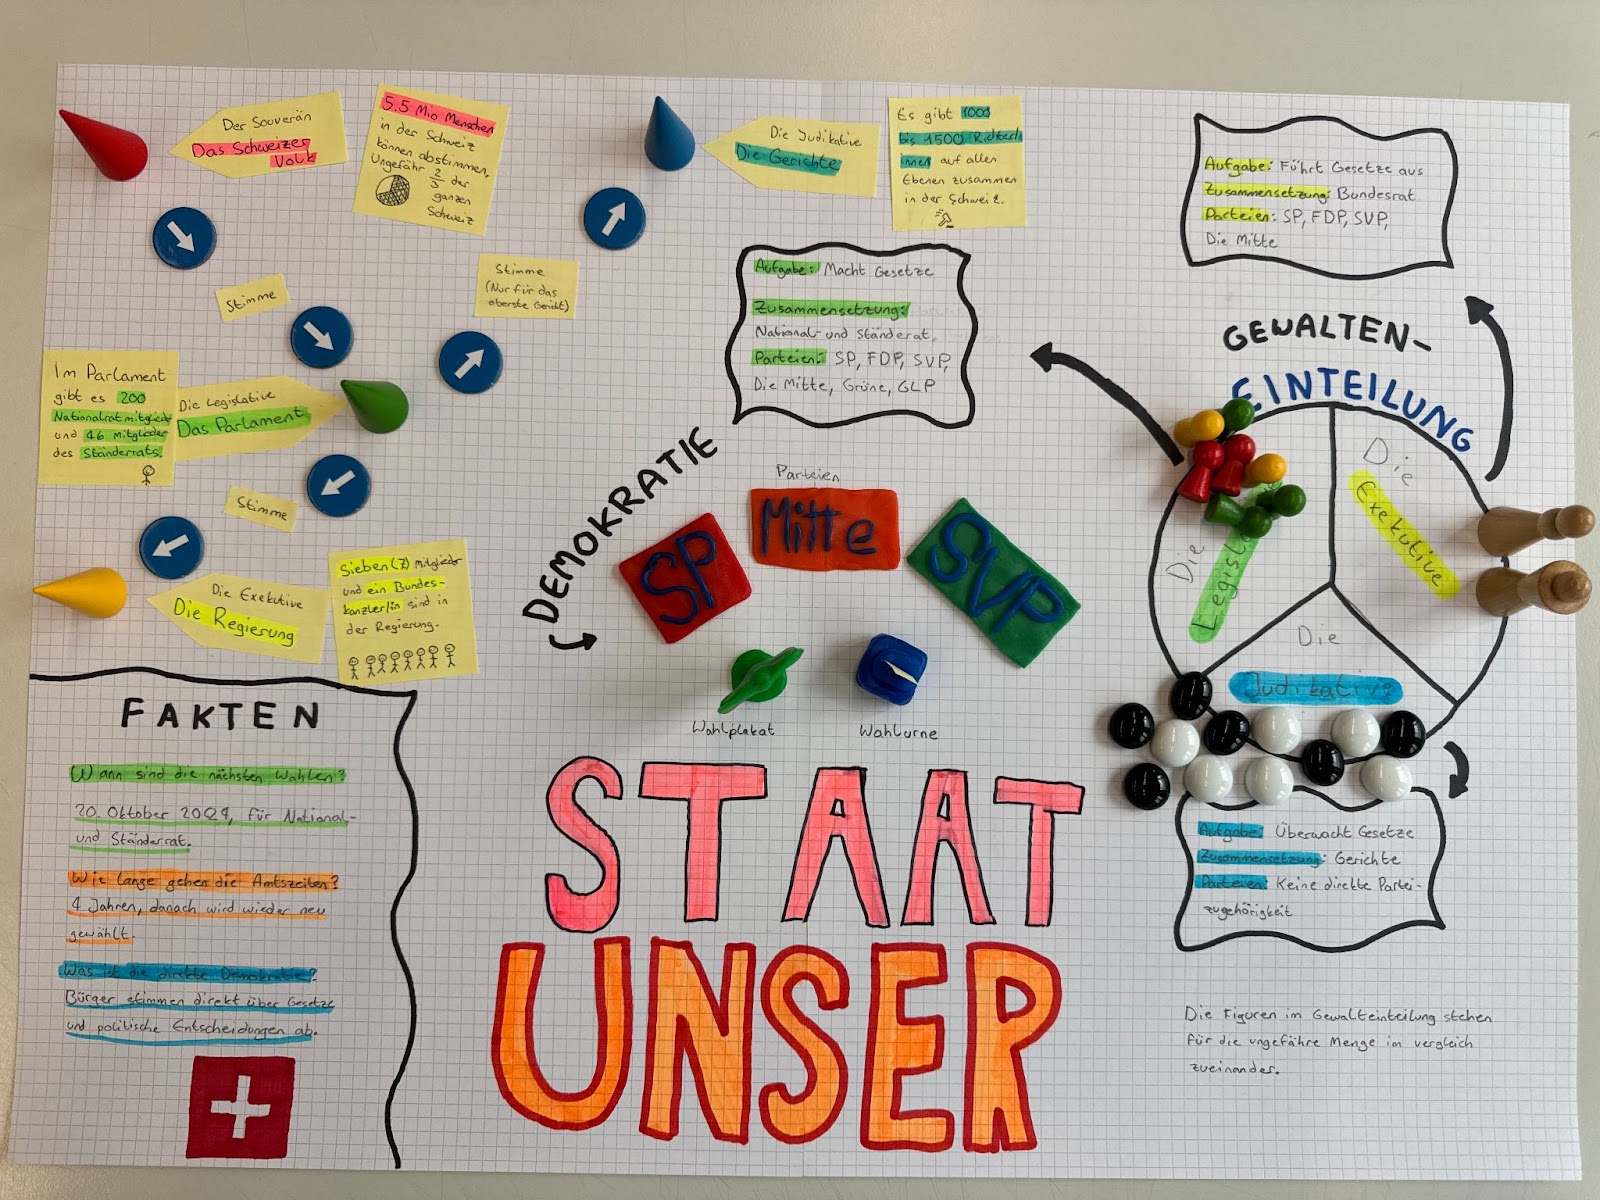 Der Souverän
Das Schweizer
Volk
5.5 Mio Menschen
in der Schweiz
können abstimmen.
Ungefähr 2/3 der
ganzen
Schweiz
Die Judikative
Die Gerichte
Es gibt 1000
bis 1500 Richter/
innen auf allen
Ebenen zusammen
in der Schweiz.
Stimme
Stimme
(Nur für das
oberste Gericht)
Im Parlament
gibt es 200
Nationalratmitglieder
und 46 mitglieder
des Ständerrats.
Die Legislative
Das Parlament
Stimme
Die Exekutive
Die Regierung
Sieben (7) mitglieder
und ein Bundes-
kanzler/in sind in
der Regierung.
Aufgabe: Macht Gesetze
Zusammensetzung:
National- und Ständerat.
Parteien: SP, FDP, SVP,
Die Mitte, Grüne, GLP
Aufgabe: Führt Gesetze aus
Zusammensetzung: Bundesrat
Parteien: SP, FDP, SVP,
Die Mitte
GEWALTEN-
EINTEILUNG
Die
Exekutive
Die
Die
Judikative
DEMOKRATIE
Parteien
SP
Mitte
SVP
Wahlplakat
Wahlurne
FAKTEN
Wann sind die nächsten Wahlen?
20. Oktober 2029, für National-
und Ständerat.
Wie lange gehen die Amtszeiten?
4 Jahren, danach wird wieder neu
gewählt.
Was ist die direkte Demokratie?
Bürger stimmen direkt über Gesetze
und politische Entscheidungen ab.
STAAT
UNSER
Aufgabe: Überwacht Gesetze
Zusammensetzung: Gerichte
Parteien: Keine direkte Partei-
zugehörigkeit
Die Figuren im Gewalteinteilung stehen
für die ungefähre Menge im vergleich
zueinander.